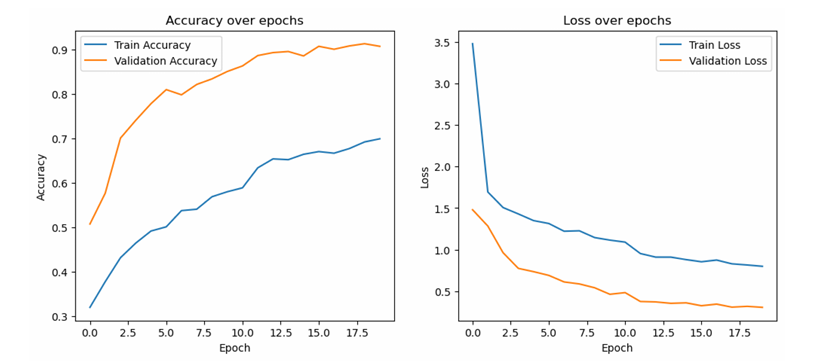 Accuracy over epochs
Train Accuracy
Validation Accuracy
0.9
0.8
0.7
0.6
0.5
0.4
0.3
Accuracy
0.0 2.5 5.0 7.5 10.0 12.5 15.0 17.5
Epoch
Loss over epochs
Train Loss
Validation Loss
3.5
3.0
2.5
2.0
1.5
1.0
0.5
Loss
0.0 2.5 5.0 7.5 10.0 12.5 15.0 17.5
Epoch